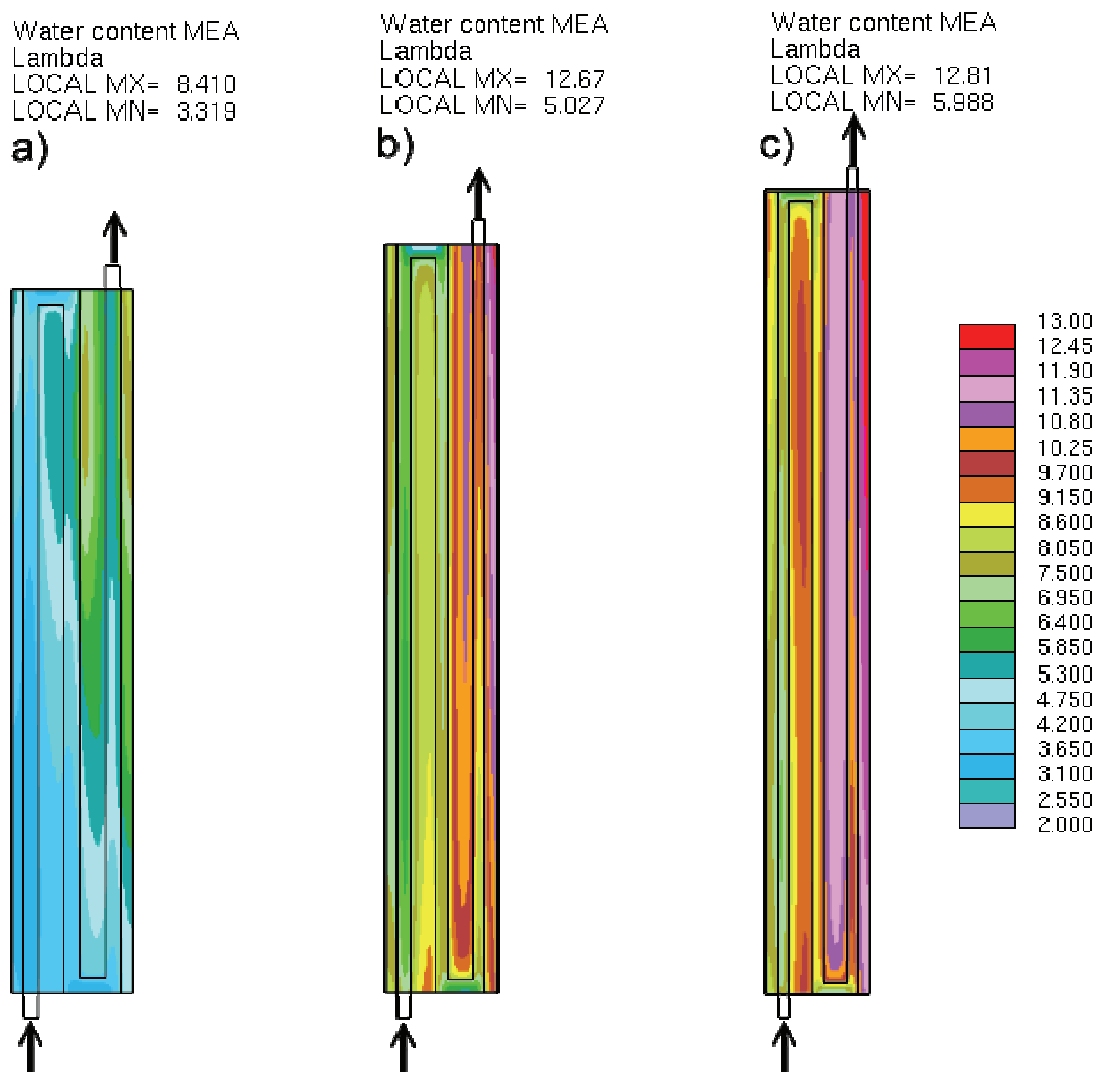 Water content MEA
Lambda
LOCAL MX= 8.410
LOCAL MN= 3.319
a)
Water content MEA
Lambda
LOCAL MX= 12.67
LOCAL MN= 5.027
b)
Water content MEA
Lambda
LOCAL MX= 12.81
LOCAL MN= 5.988
c)
13.00
12.45
11.90
11.35
10.80
10.25
9.700
9.150
8.600
8.050
7.500
6.950
6.400
5.850
5.300
4.750
4.200
3.650
3.100
2.550
2.000